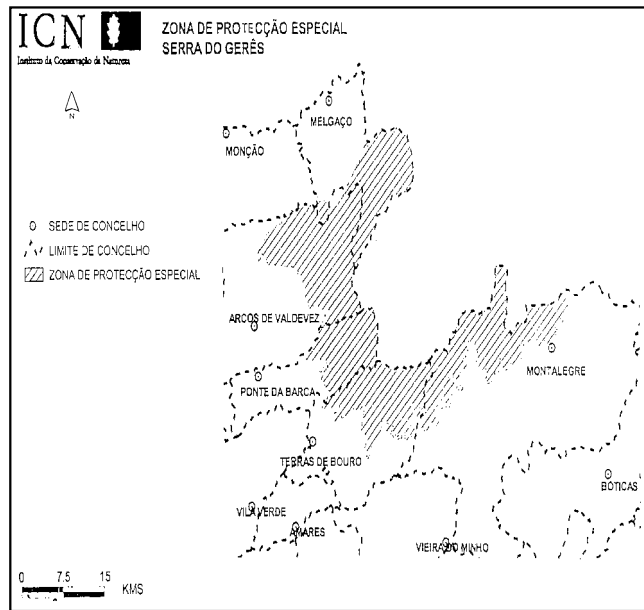 ICN
Instituto da Conservação da Natureza
ZONA DE PROTECÇÃO ESPECIAL
SERRA DO GERÊS
N
MELGAÇO
MONÇÃO
SEDE DE CONCELHO
LIMITE DE CONCELHO
ZONA DE PROTECÇÃO ESPECIAL
ARCOS DE VALDEVEZ
MONTALEGRE
PONTE DA BARCA
TERRAS DE BOURO
BOTICAS
VILA VERDE
AMARES
VIEIRA DO MINHO
0 7.5 15 KMS